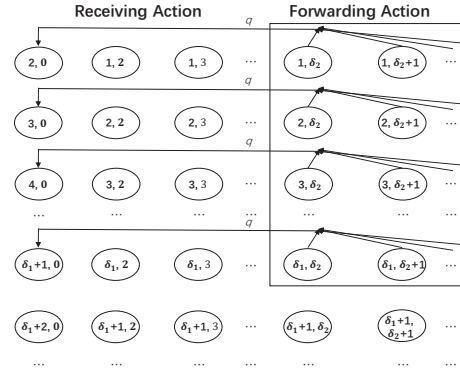 Receiving Action Forwarding Action
q
2, 0 1, 2 1, 3 ... 1, δ₂ 1, δ₂+1 ...
q
3, 0 2, 2 2, 3 ... 2, δ₂ 2, δ₂+1 ...
q
4, 0 3, 2 3, 3 ... 3, δ₂ 3, δ₂+1 ...
... ... ... ... ...
q
δ₁+1, 0 δ₁, 2 δ₁, 3 ... δ₁, δ₂ δ₁, δ₂+1
δ₁+2, 0 δ₁+1, 2 δ₁+1, 3 ... δ₁+1, δ₂ δ₁+1, δ₂+1 ...
... ... ... ... ...